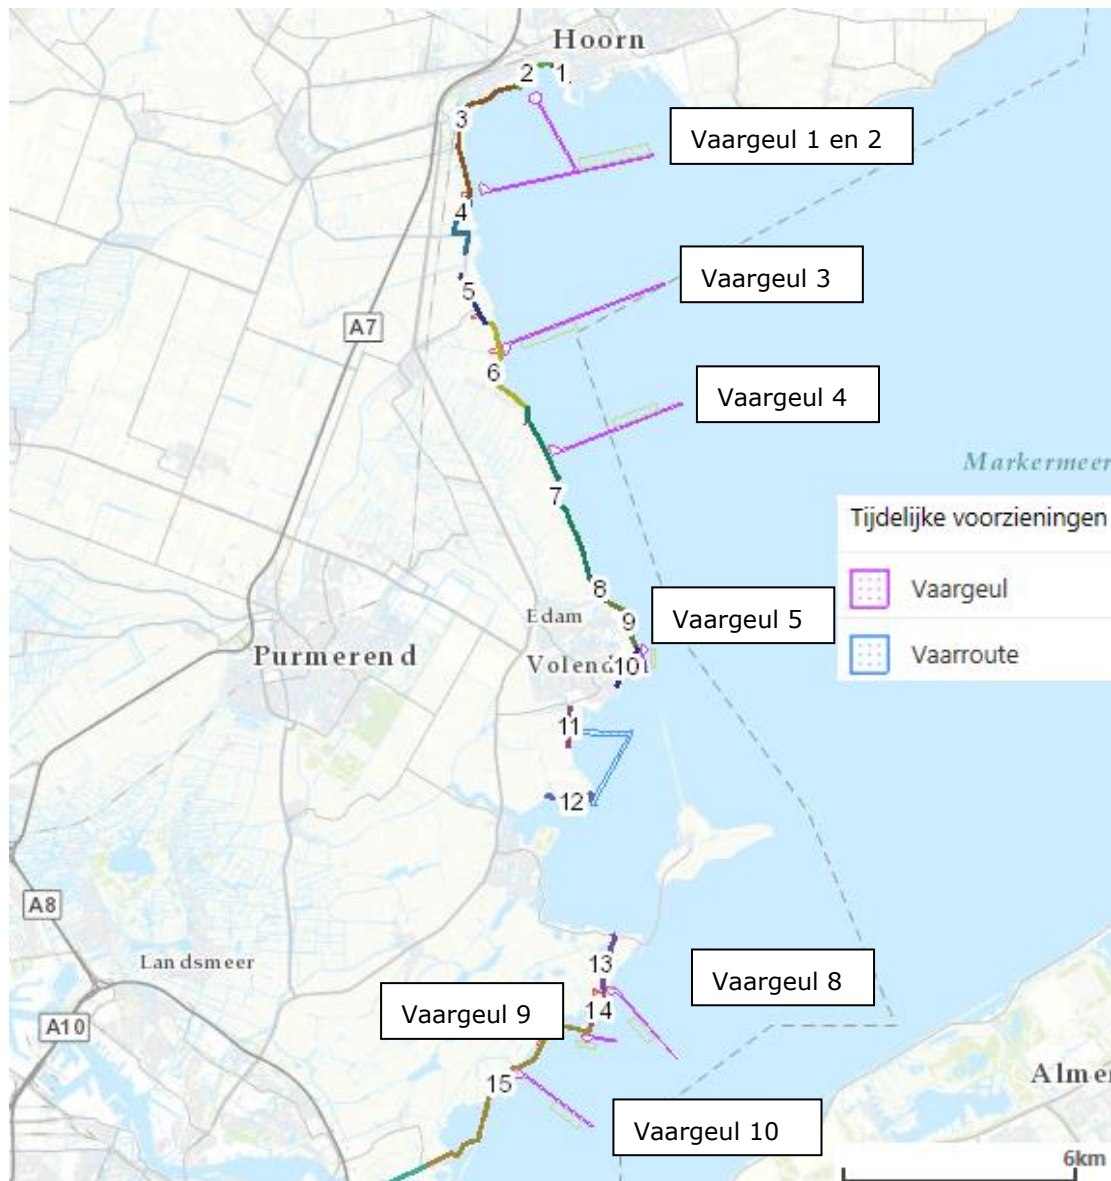 Hoorn
2
1
3
Vaargeul 1 en 2
4
Vaargeul 3
5
A7
6
Vaargeul 4
Markermeer
7
Tijdelijke voorzieningen
Vaargeul
Vaarroute
8
Edam
9
Vaargeul 5
Purmerend
10
11
12
A8
Landsmeer
13
Vaargeul 8
14
Vaargeul 9
A10
15
Vaargeul 10
6km